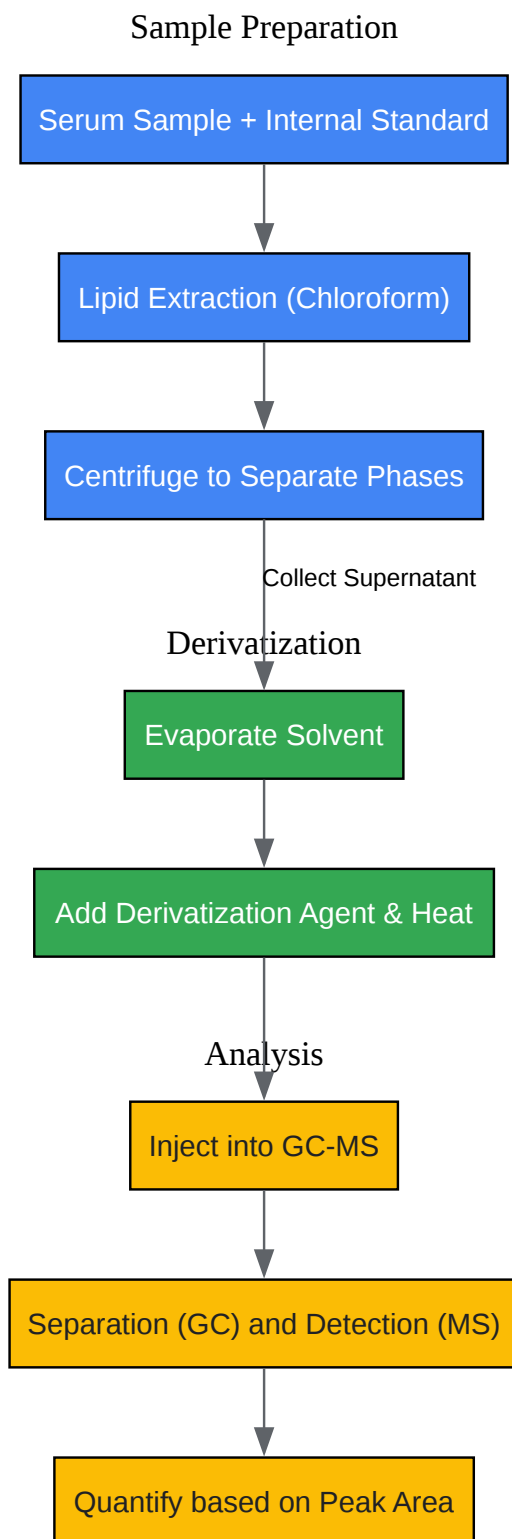 Sample Preparation
Serum Sample + Internal Standard
Lipid Extraction (Chloroform)
Centrifuge to Separate Phases
Collect Supernatant
Derivatization
Evaporate Solvent
Add Derivatization Agent & Heat
Analysis
Inject into GC-MS
Separation (GC) and Detection (MS)
Quantify based on Peak Area